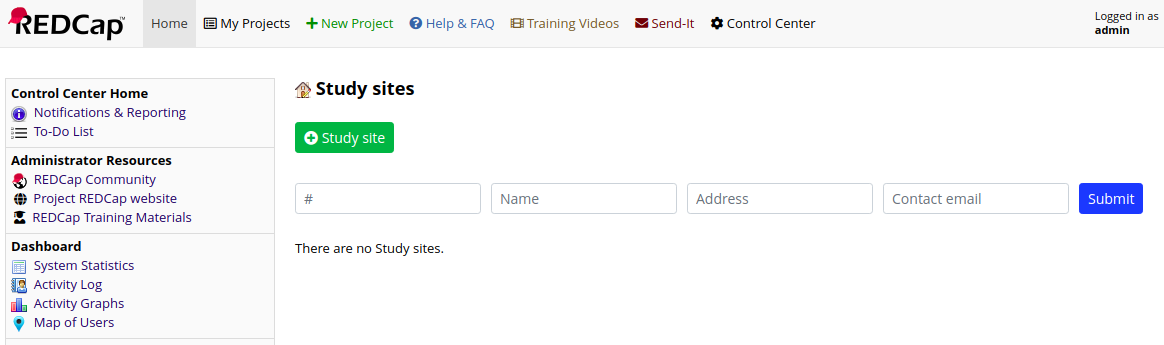 REDCap™ Home My Projects New Project Help & FAQ Training Videos Send-It Control Center Logged in as
admin
Control Center Home
Notifications & Reporting
To-Do List
Administrator Resources
REDCap Community
Project REDCap website
REDCap Training Materials
Dashboard
System Statistics
Activity Log
Activity Graphs
Map of Users
Study sites
Study site
# Name Address Contact email Submit
There are no Study sites.